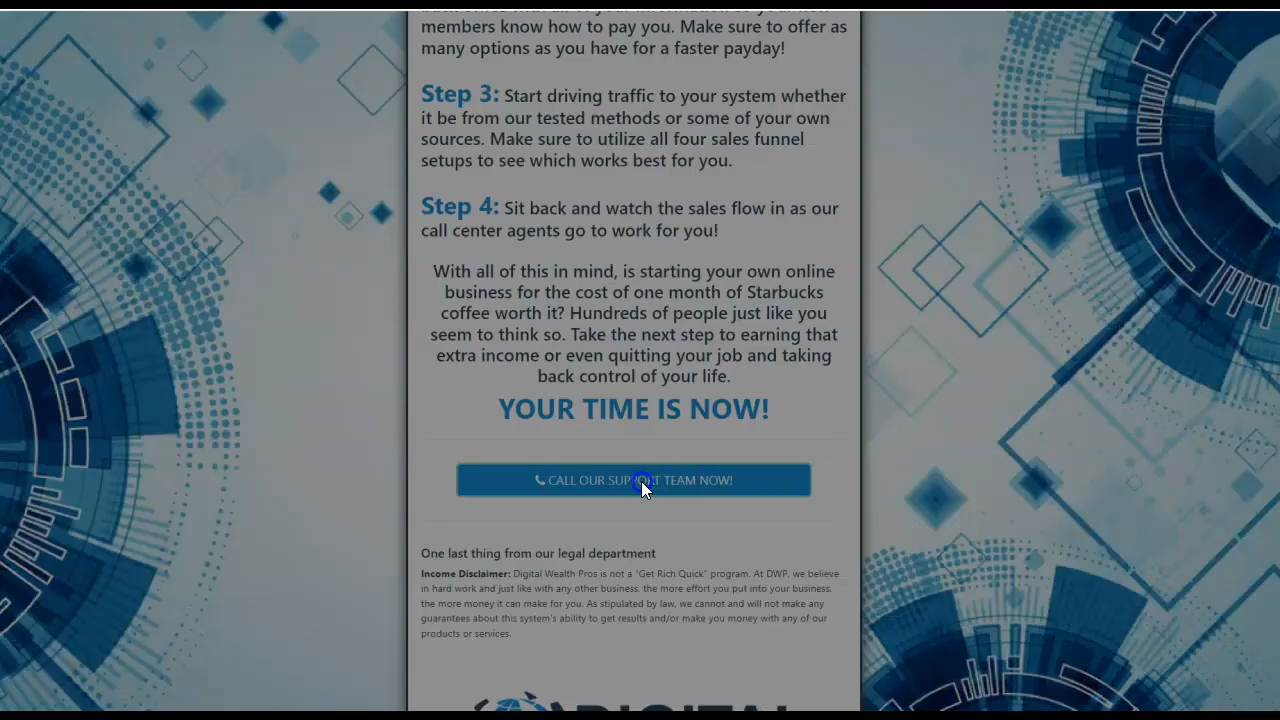 members know how to pay you. Make sure to offer as
many options as you have for a faster payday!
Step 3: Start driving traffic to your system whether
it be from our tested methods or some of your own
sources. Make sure to utilize all four sales funnel
setups to see which works best for you.
Step 4: Sit back and watch the sales flow in as our
call center agents go to work for you!
With all of this in mind, is starting your own online
business for the cost of one month of Starbucks
coffee worth it? Hundreds of people just like you
seem to think so. Take the next step to earning that
extra income or even quitting your job and taking
back control of your life.
YOUR TIME IS NOW!
CALL OUR SUPPORT TEAM NOW!
One last thing from our legal department
Income Disclaimer: Digital Wealth Pros is not a "Get Rich Quick" program. At DWP, we believe
in hard work and just like with any other business, the more effort you put into your business,
the more money it can make for you. As stipulated by law, we cannot and will not make any
guarantees about this system's ability to get results and/or make you money with any of our
products or services.
DIGITAL